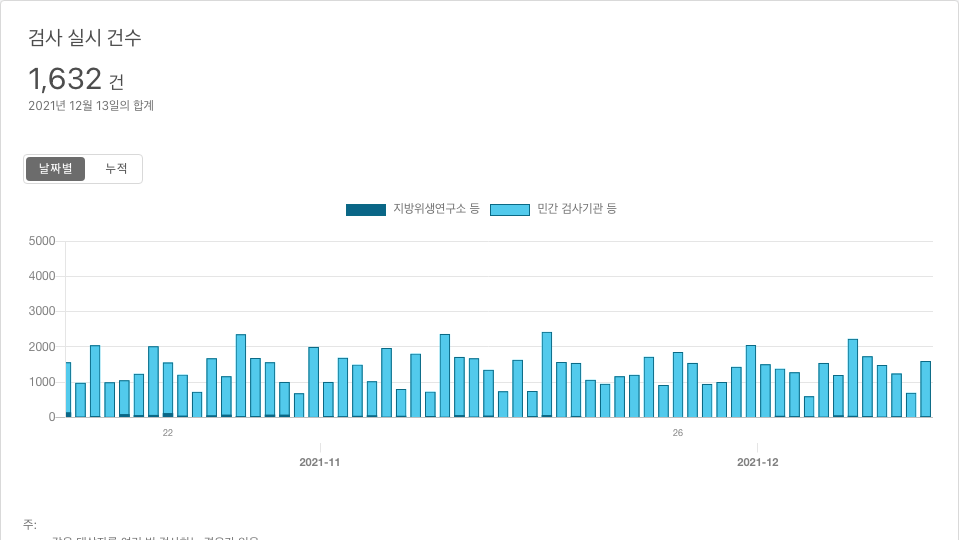 검사 실시 건수
1,632 건
2021년 12월 13일의 합계
날짜별 누적
지방위생연구소 등 민간 검사기관 등
5000
4000
3000
2000
1000
0
22 26
2021-11 2021-12
주: